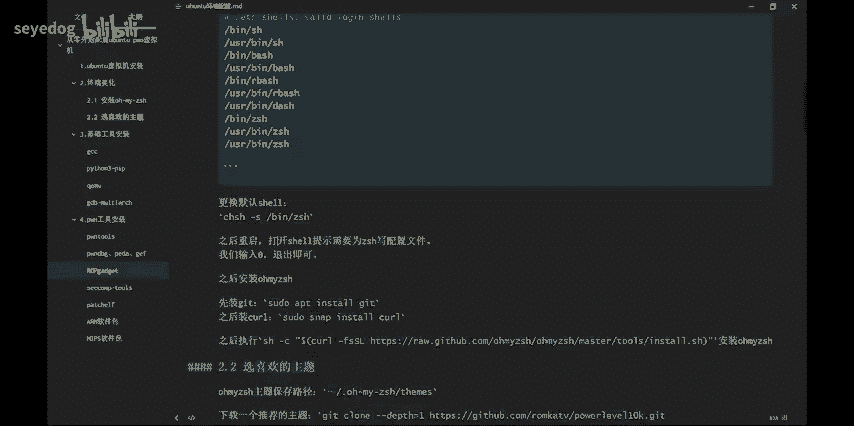 ubuntu环境配置.md
seyedog bilibili
文
大纲
从零开始配置ubuntu pwn虚拟
机
1.ubuntu虚拟机安装
2.终端美化
2.1 安装oh-my-zsh
2.2 选喜欢的主题
3.基础工具安装
gcc
python3-pip
qemu
gdb-multiarch
4.pwn工具安装
pwntools
pwndbg、peda、gef
ROPgadget
seccomp-tools
patchelf
ARM软件包
MIPS软件包
# /etc/shells: valid login shells
/bin/sh
/usr/bin/sh
/bin/bash
/usr/bin/bash
/bin/rbash
/usr/bin/rbash
/usr/bin/dash
/bin/zsh
/usr/bin/zsh
/usr/bin/zsh
```
更换默认shell:
`chsh -s /bin/zsh`
之后重启，打开shell提示需要为zsh写配置文件。
我们输入0，退出即可。
之后安装ohmyzsh
先装git：`sudo apt install git`
之后装curl：`sudo snap install curl`
之后执行`sh -c "$(curl -fsSL https://raw.github.com/ohmyzsh/ohmyzsh/master/tools/install.sh)"`安装ohmyzsh
#### 2.2 选喜欢的主题
ohmyzsh主题保存路径：`~/.oh-my-zsh/themes`
下载一个推荐的主题：`git clone --depth=1 https://github.com/romkatv/powerlevel10k.git